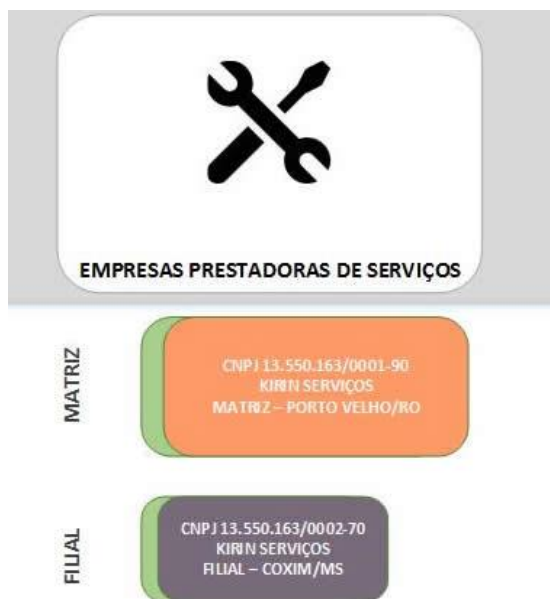 EMPRESAS PRESTADORAS DE SERVIÇOS
MATRIZ
CNPJ 13.550.163/0001-90
KIRIN SERVIÇOS
MATRIZ – PORTO VELHO/RO
FILIAL
CNPJ 13.550.163/0002-70
KIRIN SERVIÇOS
FILIAL – COXIM/MS